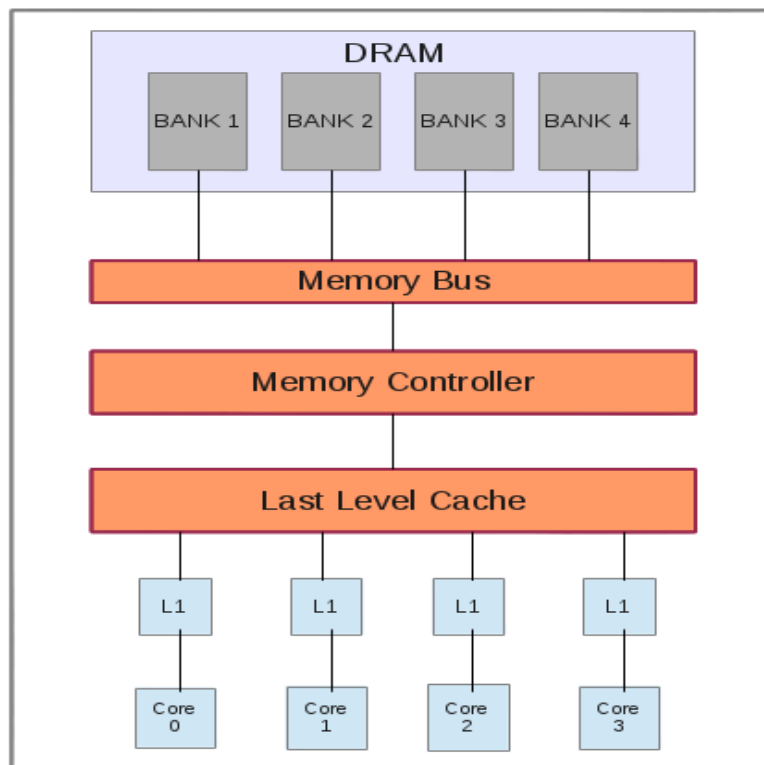 DRAM
BANK 1 BANK 2 BANK 3 BANK 4
Memory Bus
Memory Controller
Last Level Cache
L1 L1 L1 L1
Core Core Core Core
0 1 2 3